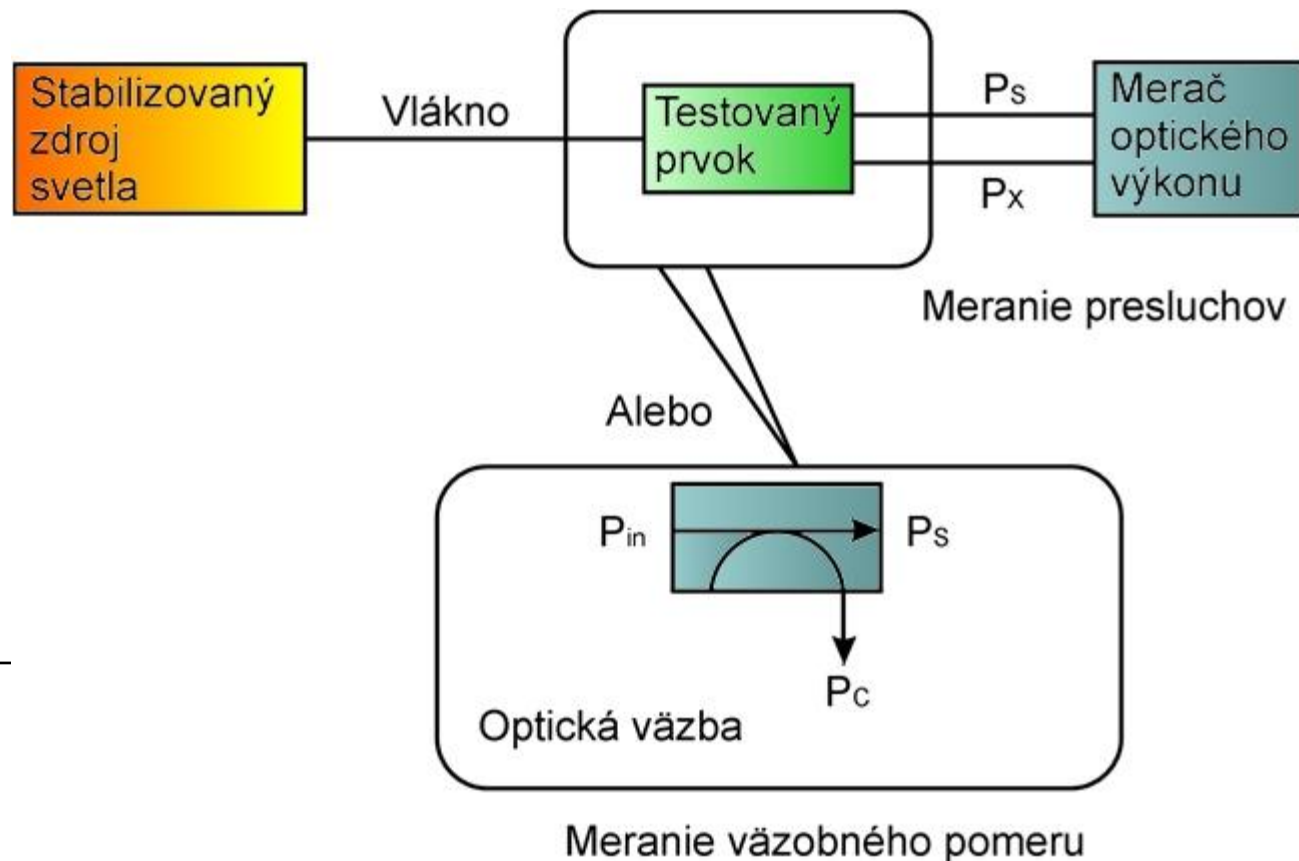 Stabilizovaný
zdroj
svetla
Vlákno
Testovaný
prvok
Ps
Px
Merač
optického
výkonu
Meranie presluchov
Alebo
Pin
Ps
Pc
Optická väzba
Meranie väzobného pomeru